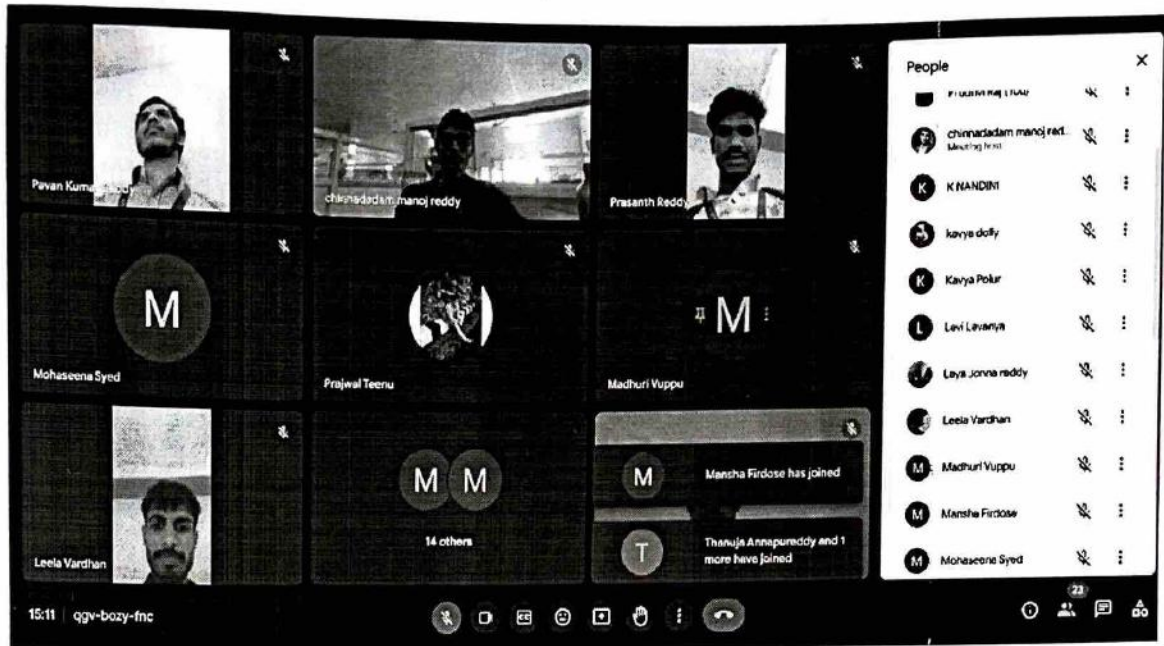 Pavan Kuma
chinnadadam manoj reddy
Prasanth Reddy
M
Mohaseena Syed
Prajwal Teenu
M
Madhuri Vuppu
Leela Vardhan
M M
14 others
M
Mansha Firdose has joined
T
Thanuja Annapureddy and 1
more have joined
People
chinnadadam manoj red...
Meeting host
K
K NANDINI
kavya dolly
K
Kavya Polur
L
Levi Lavanya
Laya Jonna reddy
Leela Vardhan
M
Madhuri Vuppu
M
Mansha Firdose
M
Mohaseena Syed
15:11 | qgv-bozy-fnc
CC
23